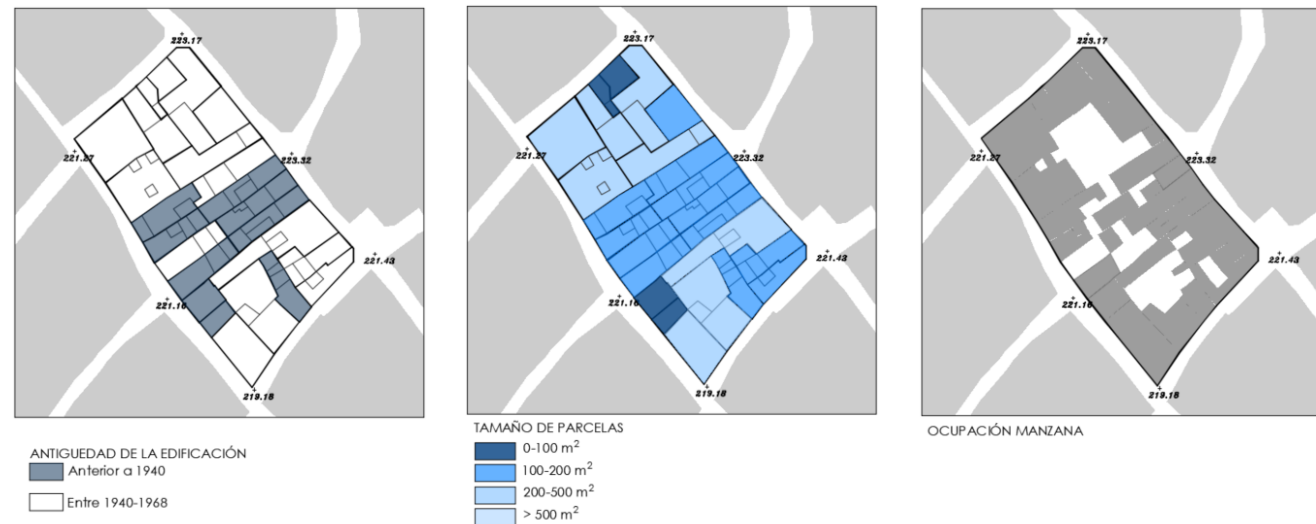 223.17
221.27
223.32
221.43
221.16
219.18
ANTIGUEDAD DE LA EDIFICACIÓN
Anterior a 1940
Entre 1940-1968
223.17
221.27
223.32
221.43
221.16
219.18
TAMAÑO DE PARCELAS
0-100 m²
100-200 m²
200-500 m²
> 500 m²
223.17
221.27
223.32
221.43
221.16
219.18
OCUPACIÓN MANZANA